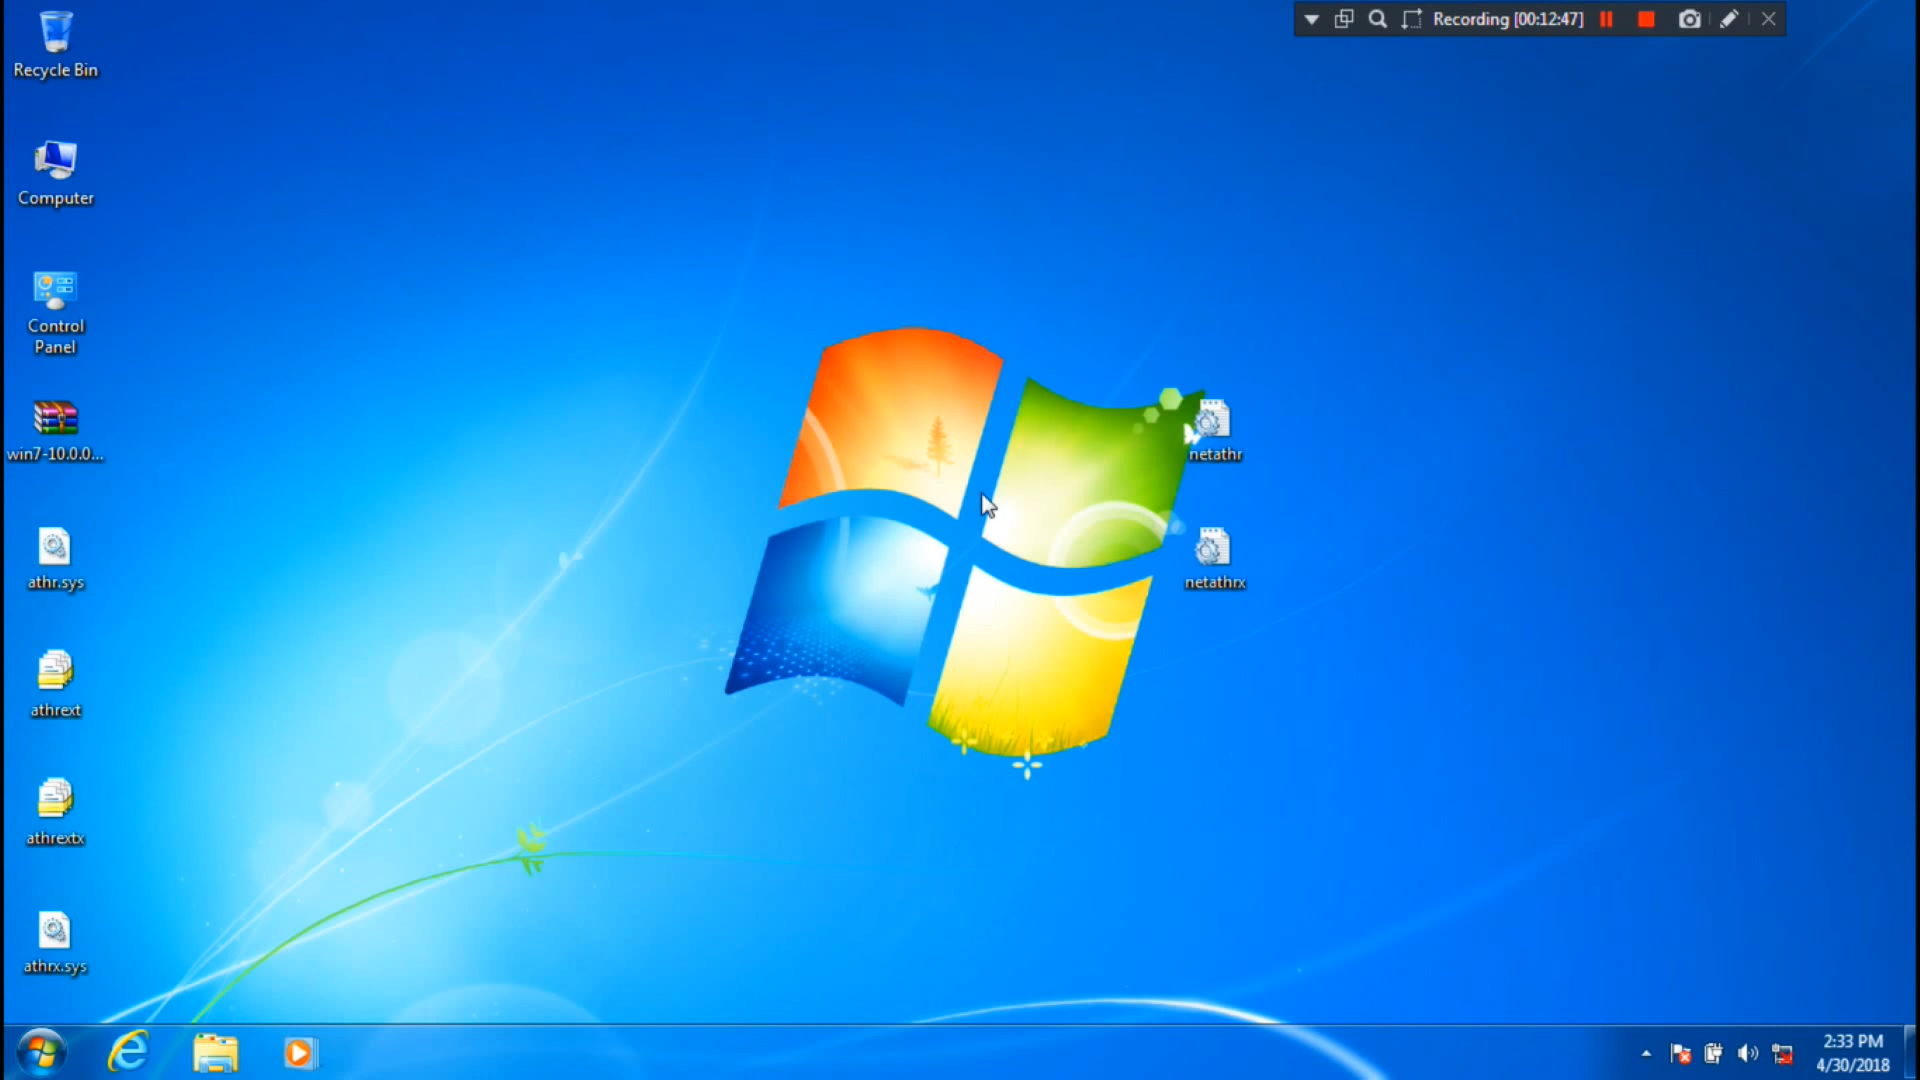 Recording [00:12:47]
Recycle Bin
Computer
Control
Panel
win7-10.0.0...
athr.sys
athrext
athrextx
athrx.sys
netathr
netathrx
2:33 PM
4/30/2018